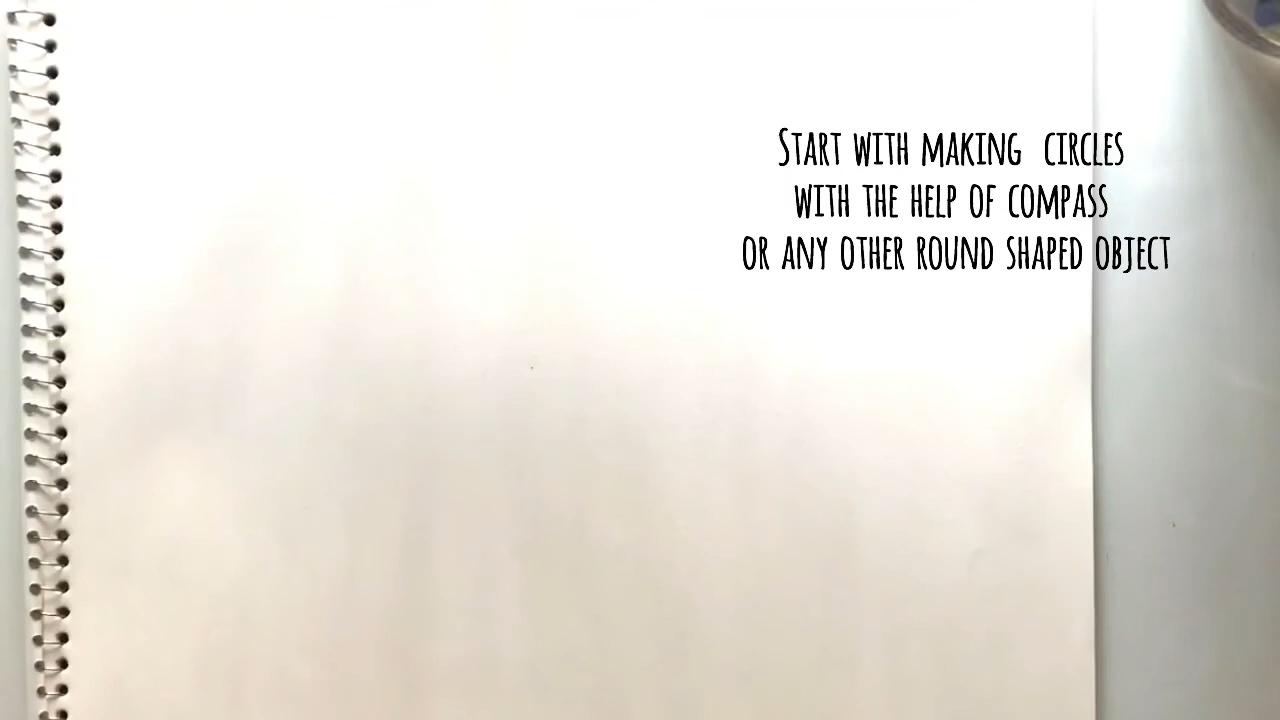 Start with making circles
with the help of compass
or any other round shaped object